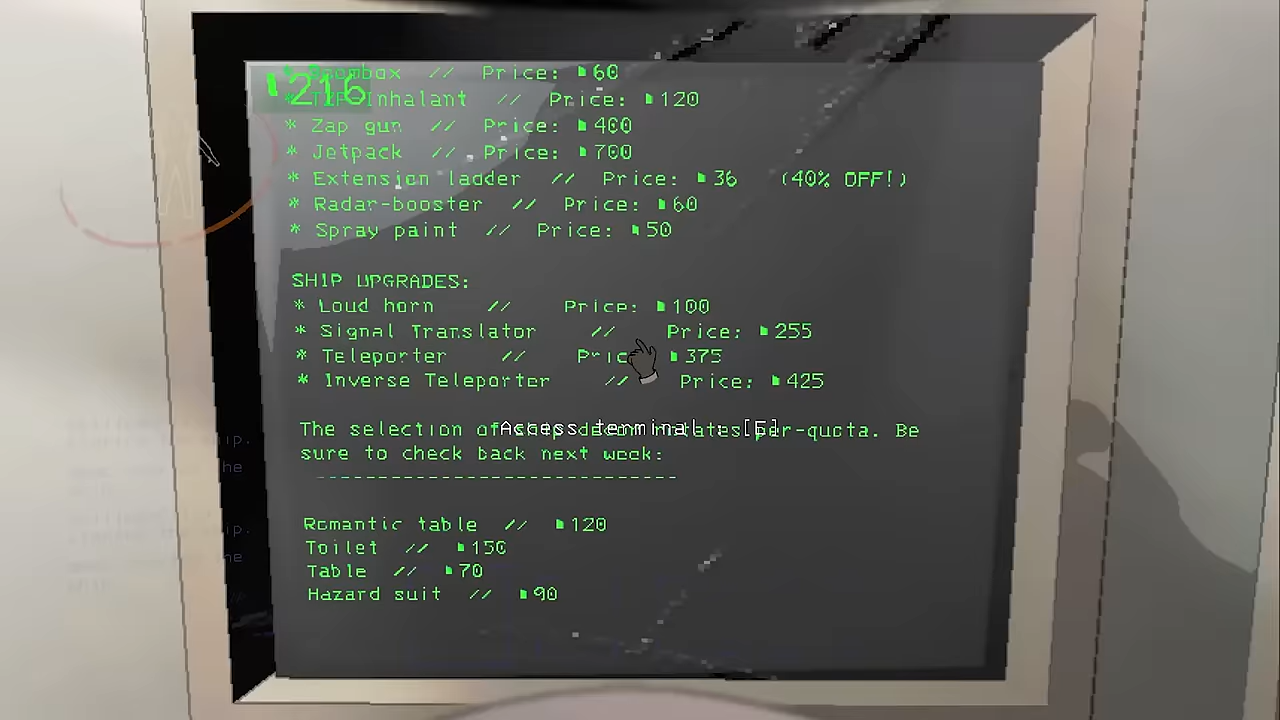 * Boombox // Price: ▮60
▮216
* TZP-Inhalant // Price: ▮120
* Zap gun // Price: ▮400
* Jetpack // Price: ▮700
* Extension ladder // Price: ▮36 (40% OFF!)
* Radar-booster // Price: ▮60
* Spray paint // Price: ▮50
SHIP UPGRADES:
* Loud horn // Price: ▮100
* Signal Translator // Price: ▮255
* Teleporter // Price: ▮375
* Inverse Teleporter // Price: ▮425
The selection of ship decor rotates per-quota. Be
Access terminal : [E]
sure to check back next week:
------------------------------
Romantic table // ▮120
Toilet // ▮150
Table // ▮70
Hazard suit // ▮90